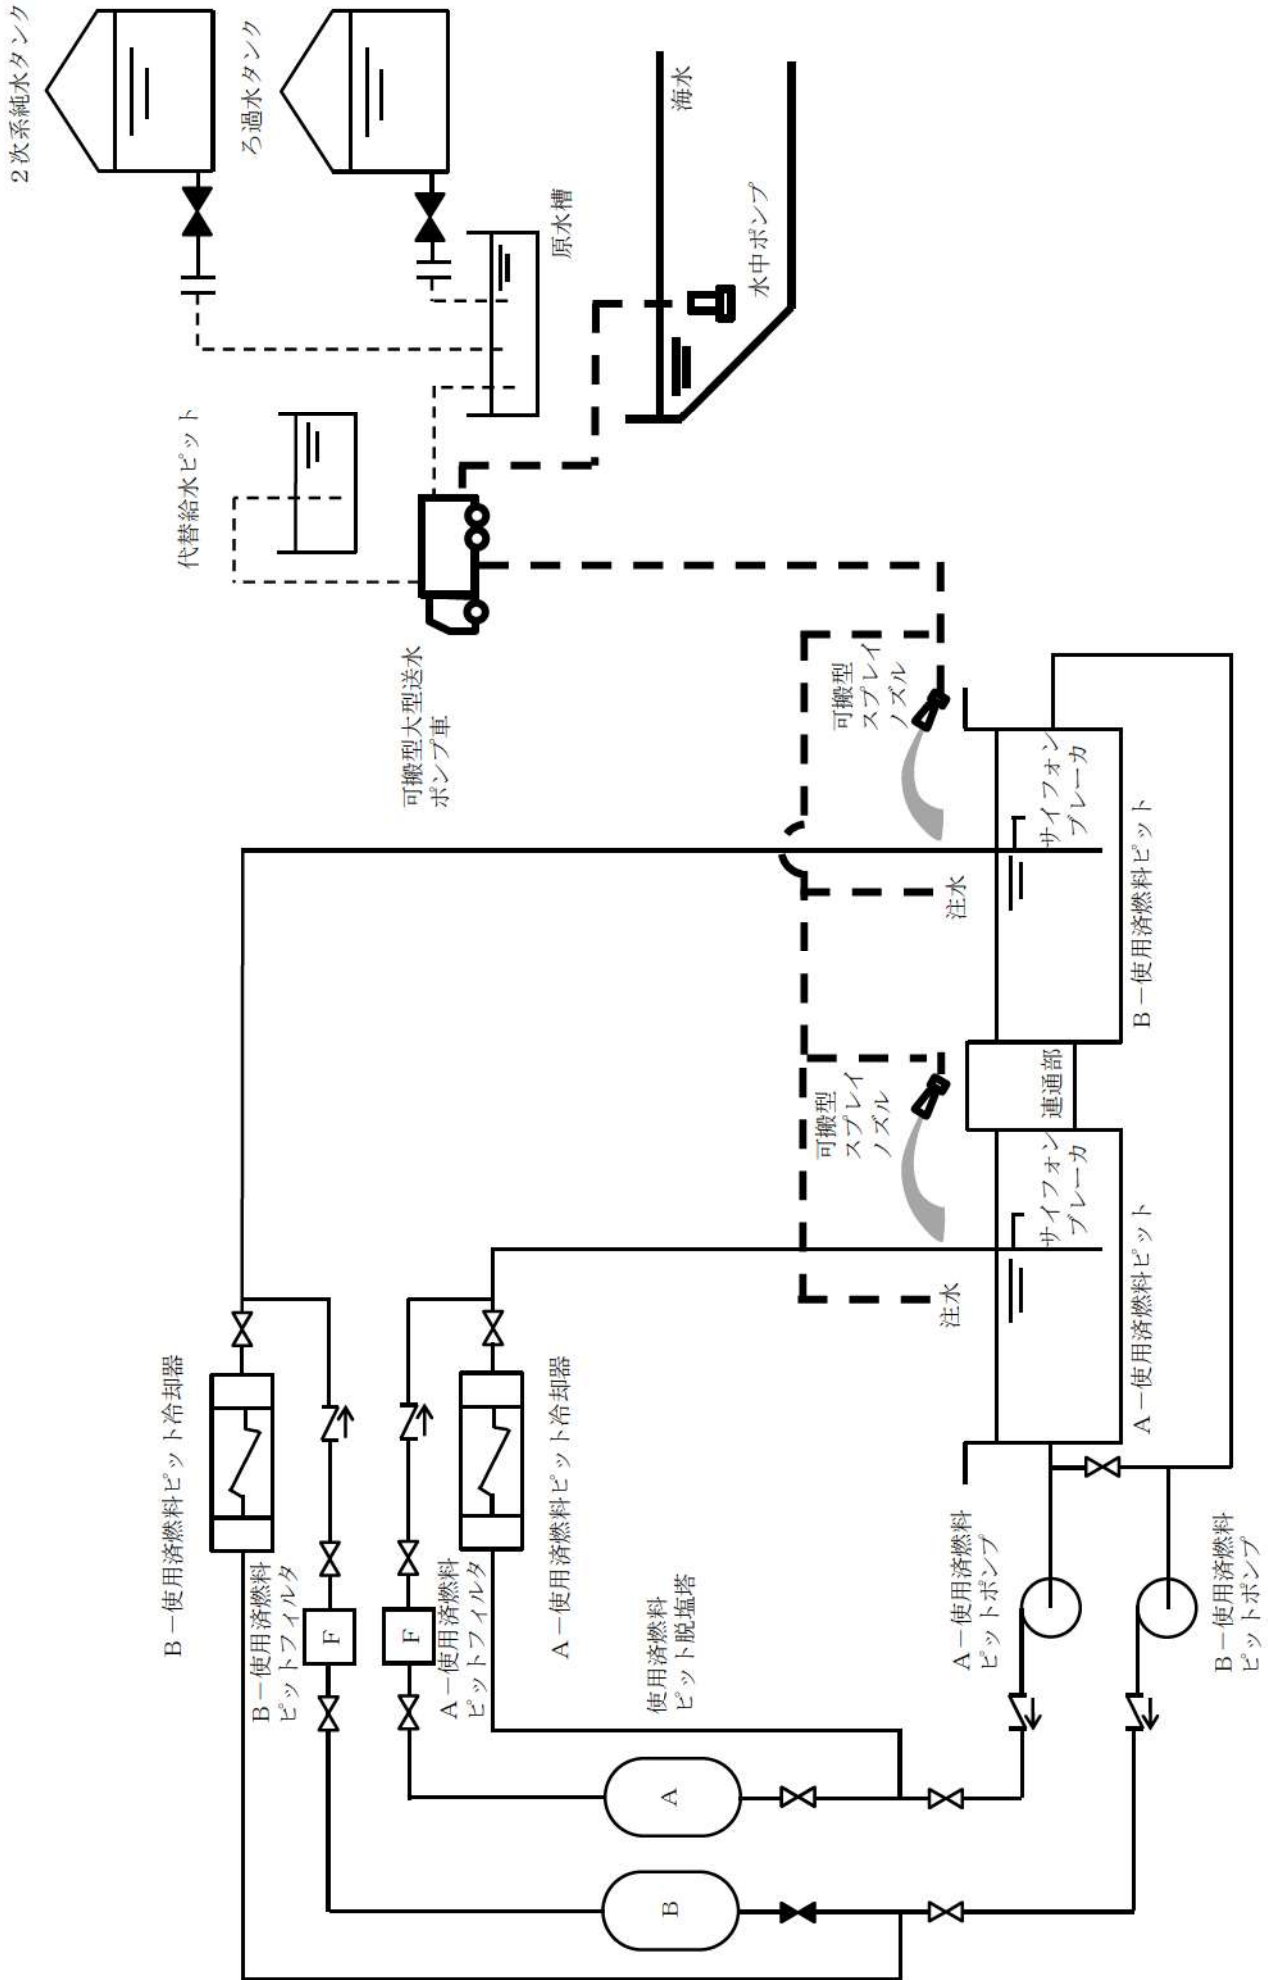 2次系純水タンク
ろ過水タンク
原水槽
海水
水中ポンプ
代替給水ピット
可搬型大型送水
ポンプ車
可搬型
スプレイ
ノズル
注水
サイフォン
ブレーカ
B－使用済燃料ピット
可搬型
スプレイ
ノズル
連通部
注水
サイフォン
ブレーカ
A－使用済燃料ピット
B－使用済燃料ピット冷却器
B－使用済燃料
ピットフィルタ
F
F
A－使用済燃料
ピットフィルタ
A－使用済燃料ピット冷却器
使用済燃料
ピット脱塩塔
A
B
A－使用済燃料
ピットポンプ
B－使用済燃料
ピットポンプ